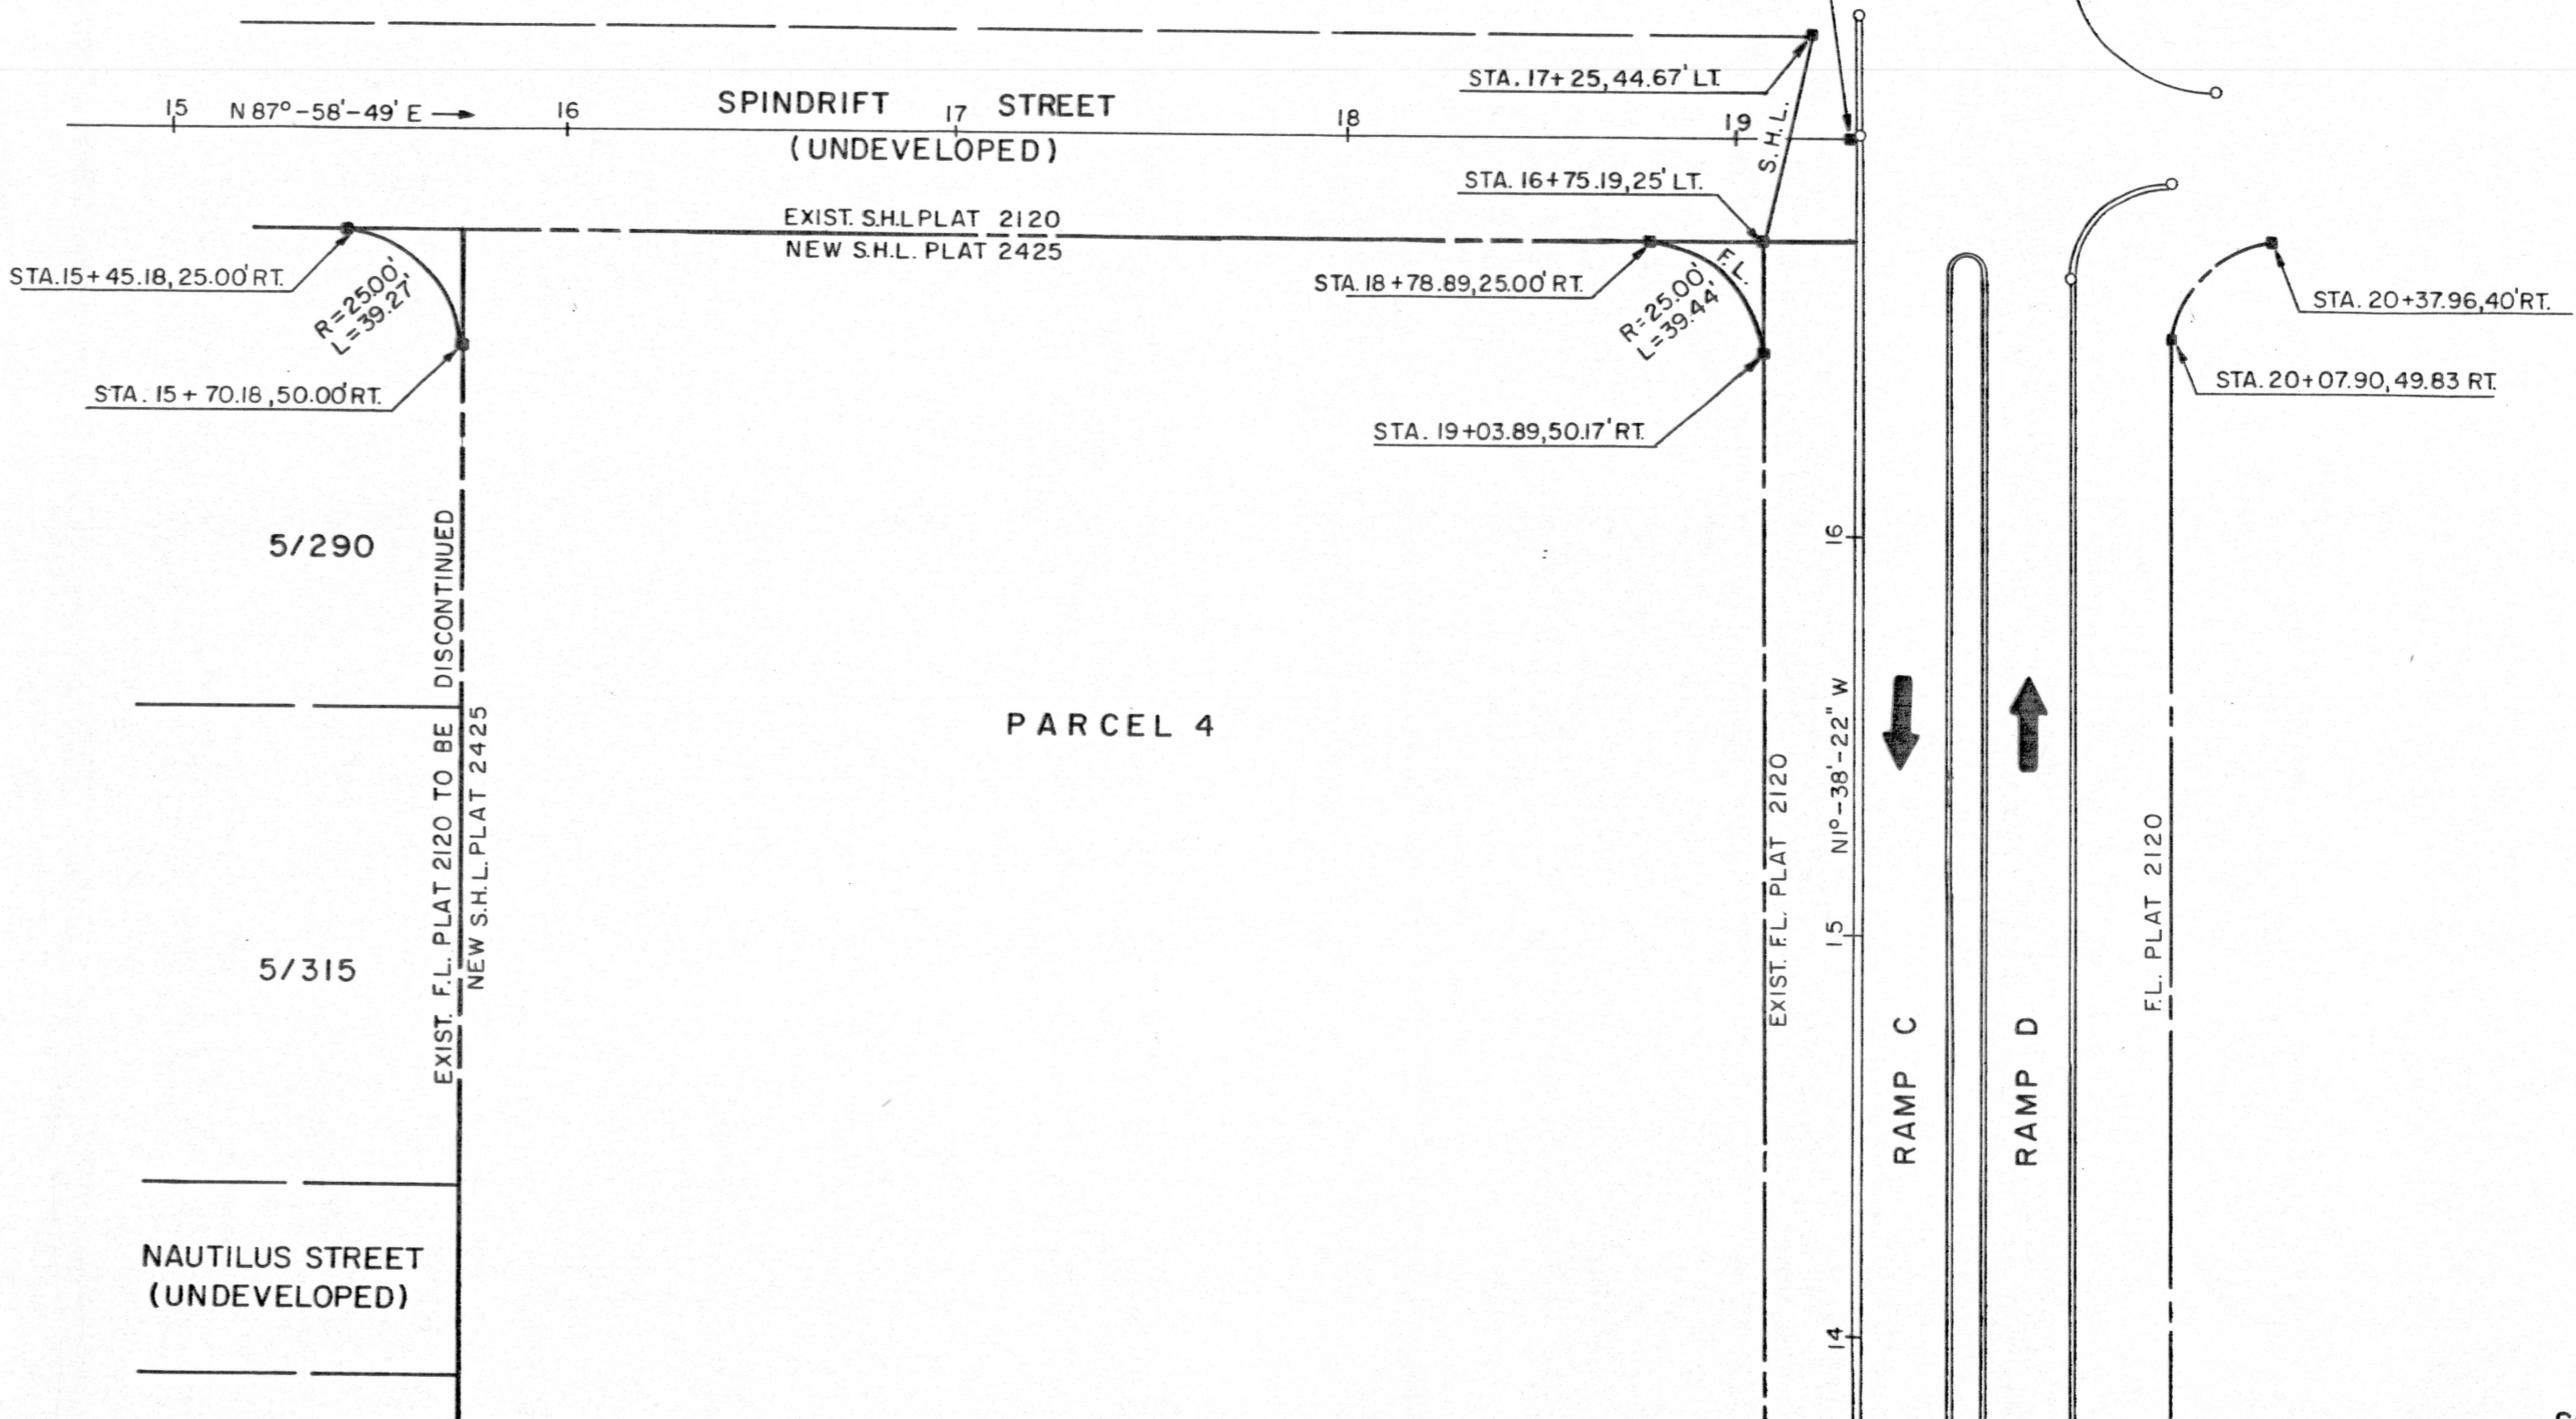 STA. 17+25,44.67' LT.
15 N 87°-58'-49' E 16 SPINDRIFT 17 STREET 18 19
(UNDEVELOPED)
S.H.L.
STA. 16+75.19,25' LT.
EXIST. S.H.L PLAT 2120
NEW S.H.L. PLAT 2425
STA.15+45.18,25.00' RT.
R=25.00'
L=39.27'
STA. 15+70.18,50.00' RT.
STA. 18+78.89,25.00' RT.
F.L.
R=25.00'
L=39.44'
STA. 19+03.89,50.17' RT.
STA. 20+37.96,40' RT.
STA. 20+07.90,49.83 RT.
5/290
5/315
EXIST. F.L. PLAT 2120 TO BE DISCONTINUED
NEW S.H.L. PLAT 2425
PARCEL 4
NAUTILUS STREET
(UNDEVELOPED)
EXIST. F.L. PLAT 2120
16
N1°-38'-22" W
15
14
RAMP C
RAMP D
F.L. PLAT 2120